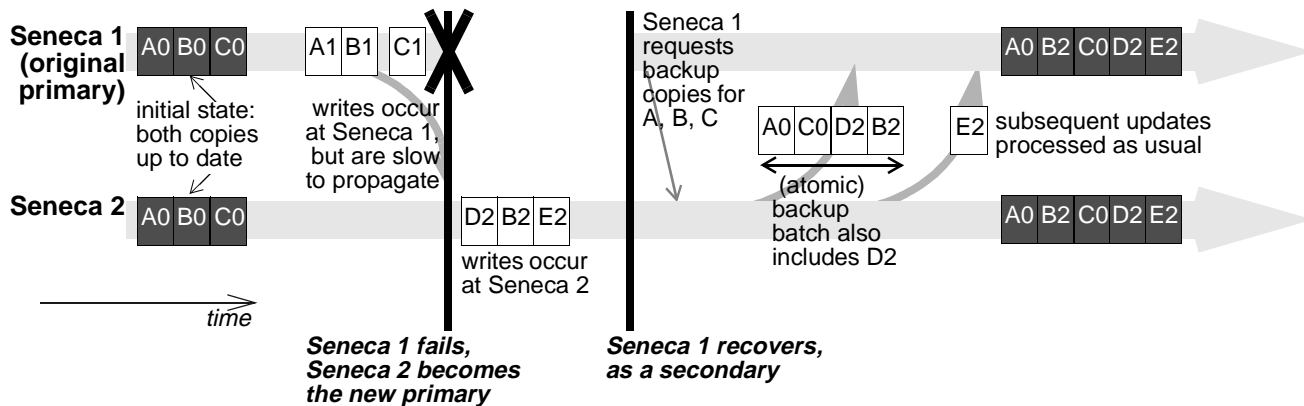 Seneca 1
(original
primary)
A0 B0 C0
A1 B1 C1
initial state:
both copies
up to date
writes occur
at Seneca 1,
but are slow
to propagate
Seneca 1
requests
backup
copies for
A, B, C
A0 C0 D2 B2
(atomic)
backup
batch also
includes D2
E2
subsequent updates
processed as usual
A0 B2 C0 D2 E2
Seneca 2
A0 B0 C0
D2 B2 E2
writes occur
at Seneca 2
A0 B2 C0 D2 E2
time
Seneca 1 fails,
Seneca 2 becomes
the new primary
Seneca 1 recovers,
as a secondary